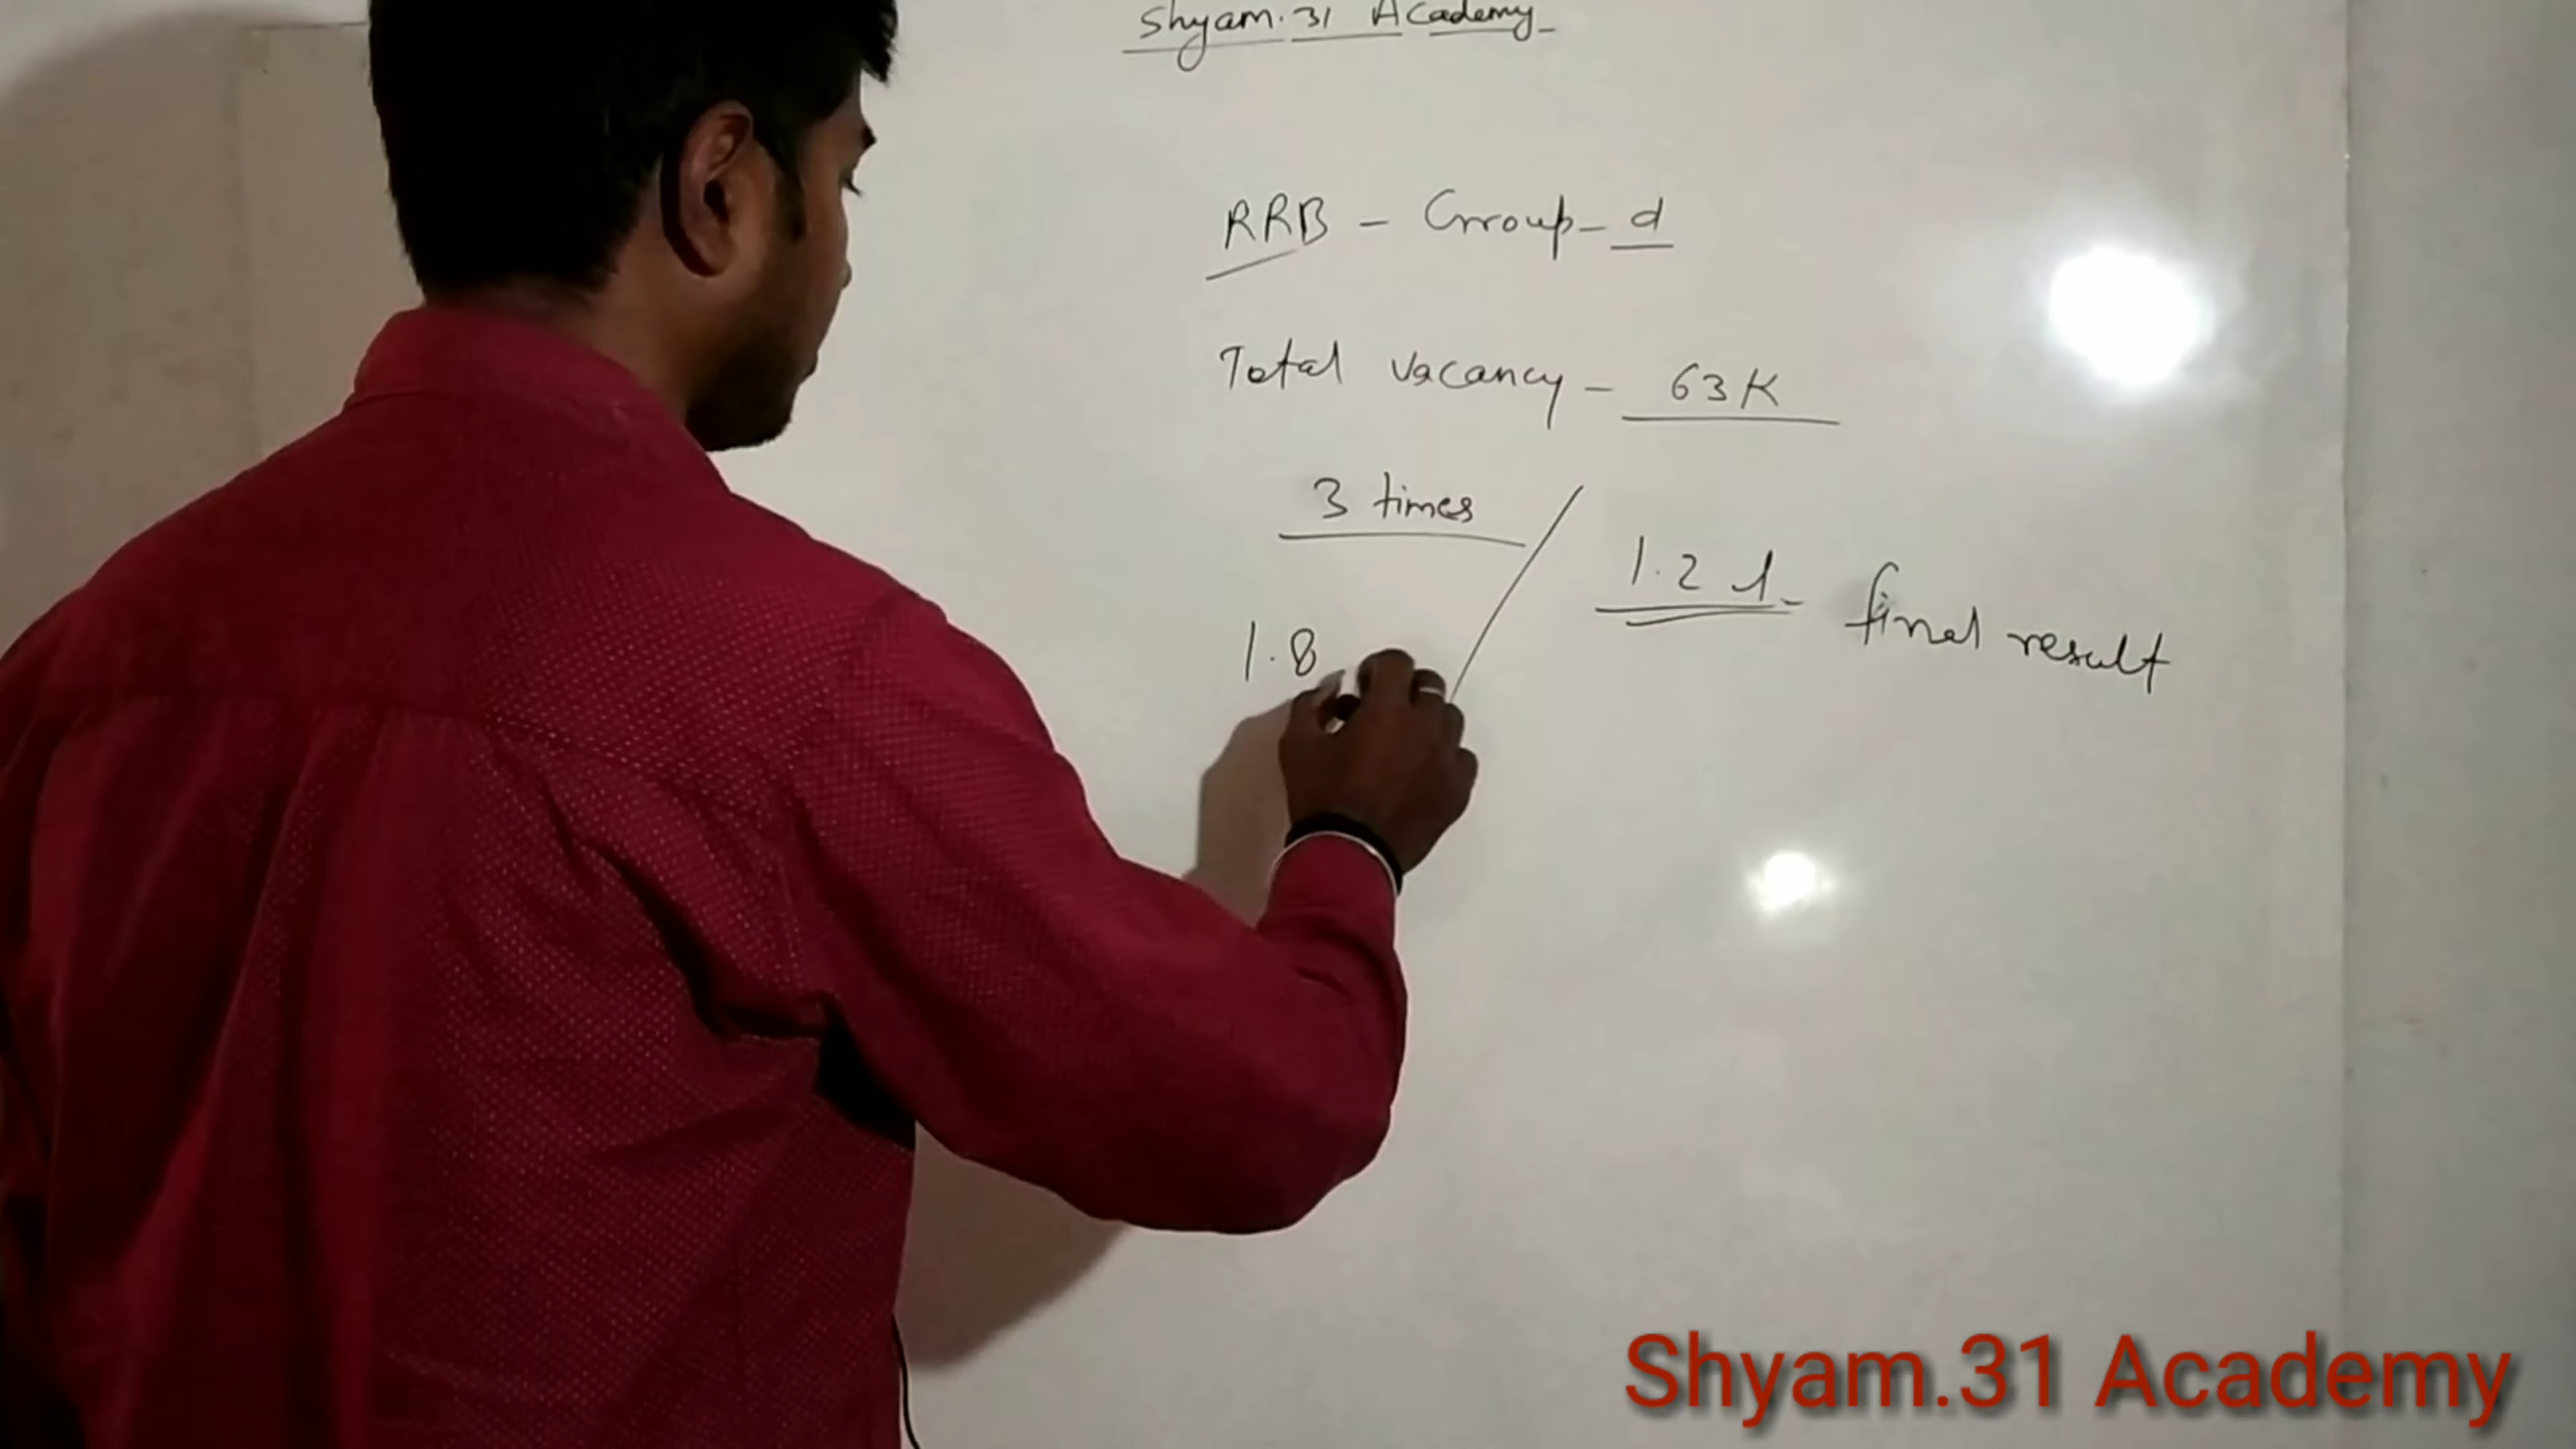 Shyam.31 Academy
RRB - Group-d
Total vacancy - 63K
3 times
1.2 l - final result
1.8
Shyam.31 Academy